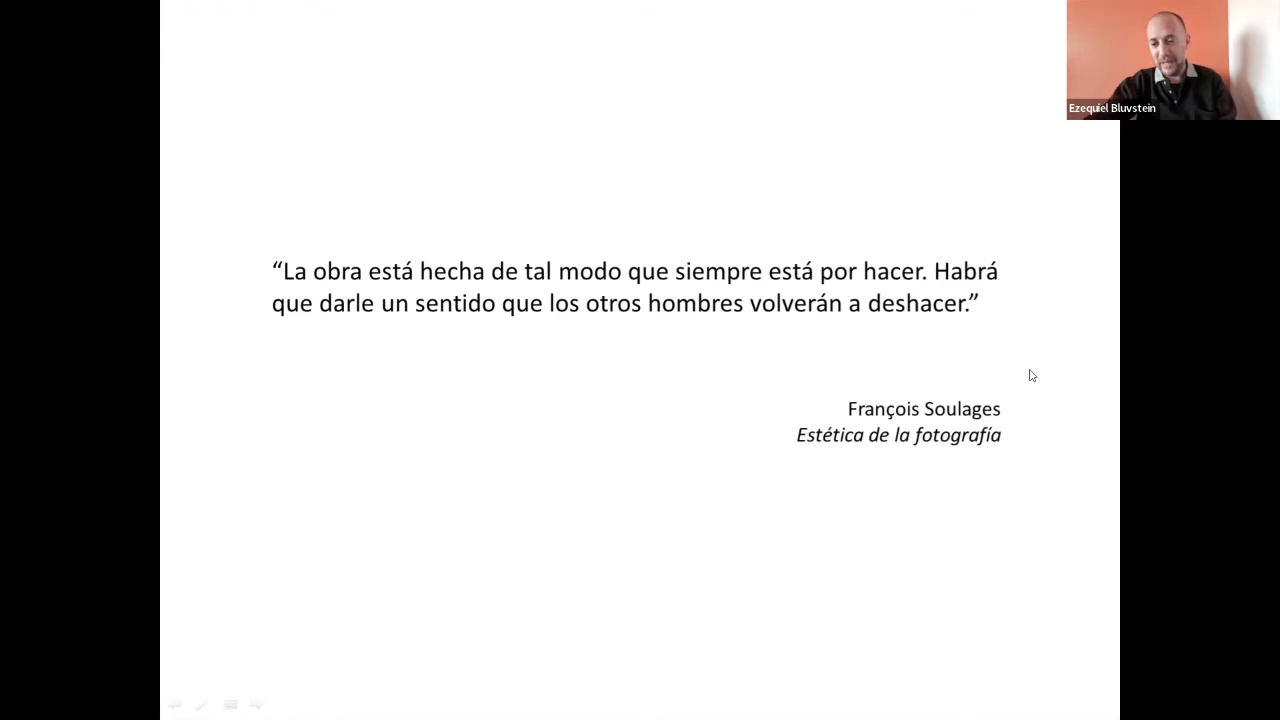 Ezequiel Bluvstein
“La obra está hecha de tal modo que siempre está por hacer. Habrá
que darle un sentido que los otros hombres volverán a deshacer.”
François Soulages
Estética de la fotografía